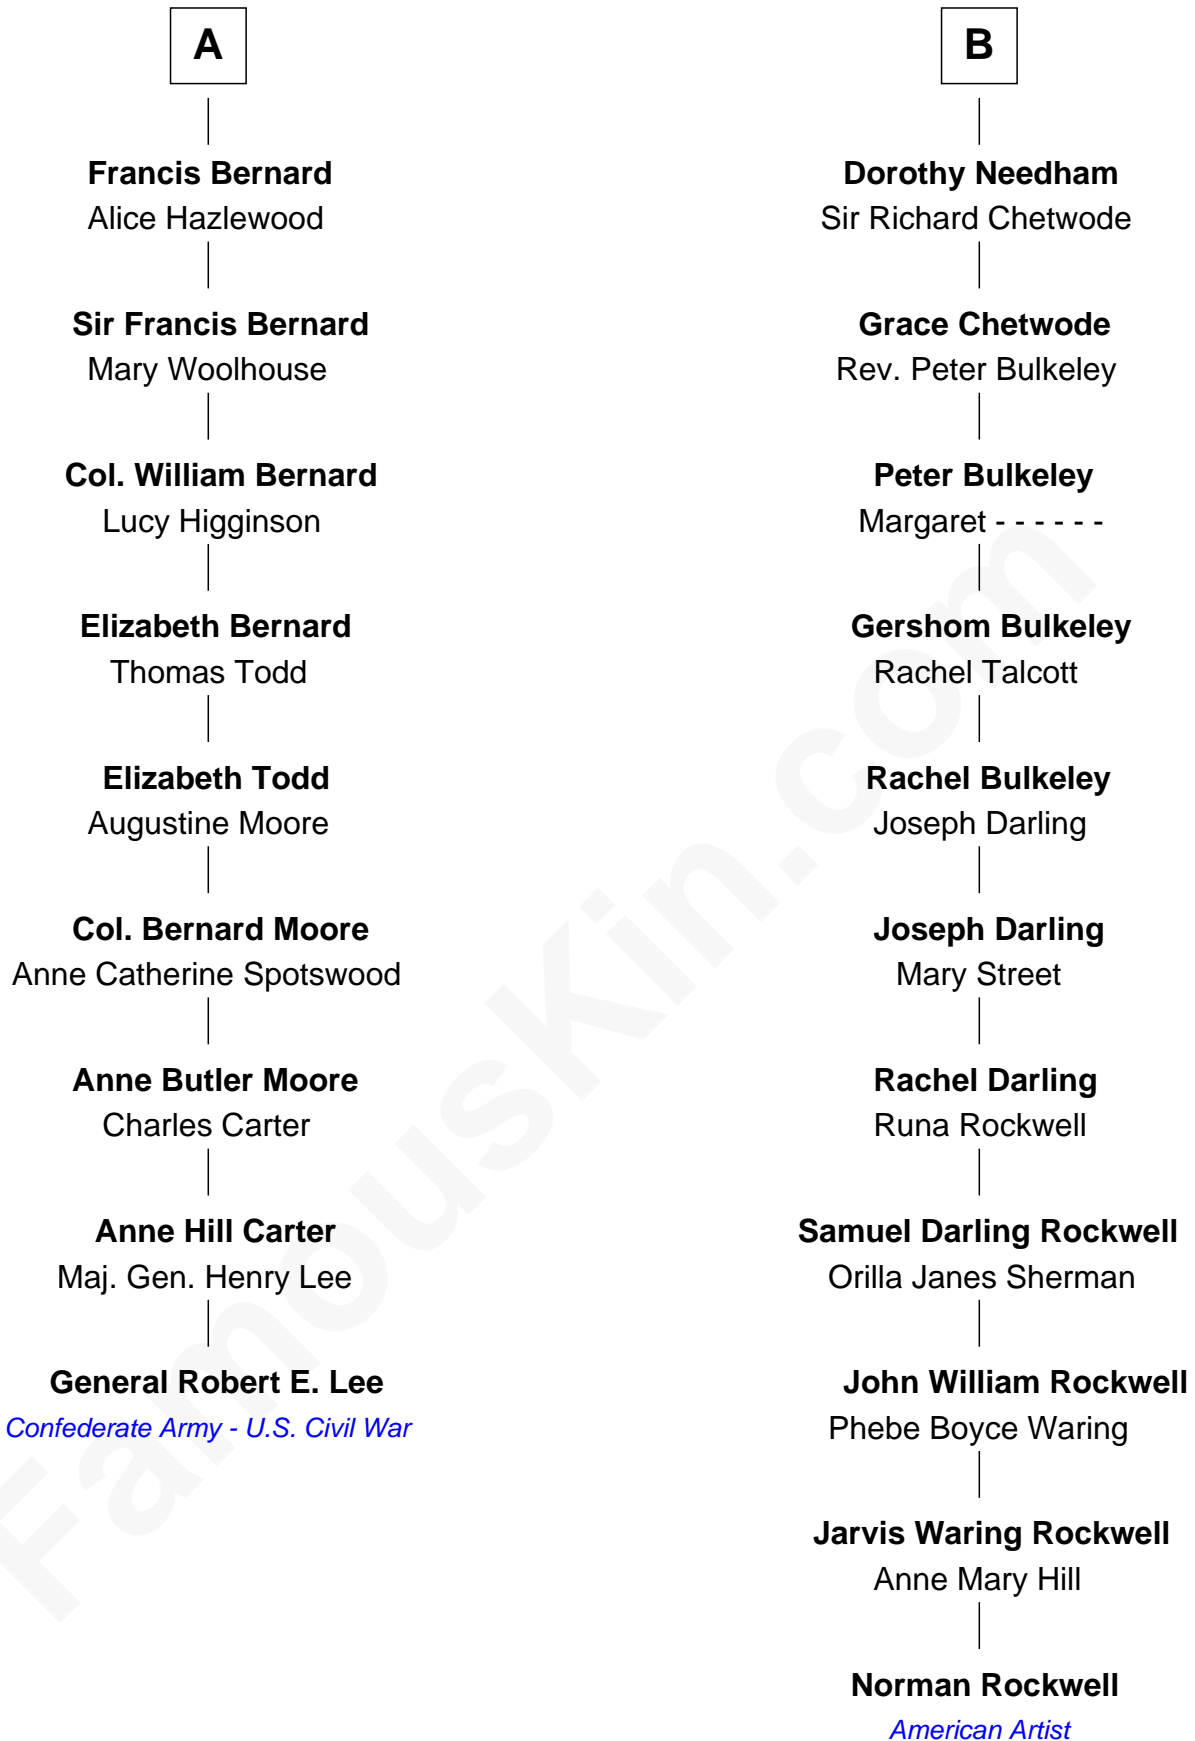 A
Francis Bernard
Alice Hazlewood
Sir Francis Bernard
Mary Woolhouse
Col. William Bernard
Lucy Higginson
Elizabeth Bernard
Thomas Todd
Elizabeth Todd
Augustine Moore
Col. Bernard Moore
Anne Catherine Spotswood
Anne Butler Moore
Charles Carter
Anne Hill Carter
Maj. Gen. Henry Lee
General Robert E. Lee
Confederate Army - U.S. Civil War
B
Dorothy Needham
Sir Richard Chetwode
Grace Chetwode
Rev. Peter Bulkeley
Peter Bulkeley
Margaret - - - - - -
Gershom Bulkeley
Rachel Talcott
Rachel Bulkeley
Joseph Darling
Joseph Darling
Mary Street
Rachel Darling
Runa Rockwell
Samuel Darling Rockwell
Orilla Janes Sherman
John William Rockwell
Phebe Boyce Waring
Jarvis Waring Rockwell
Anne Mary Hill
Norman Rockwell
American Artist
FamousKin.com